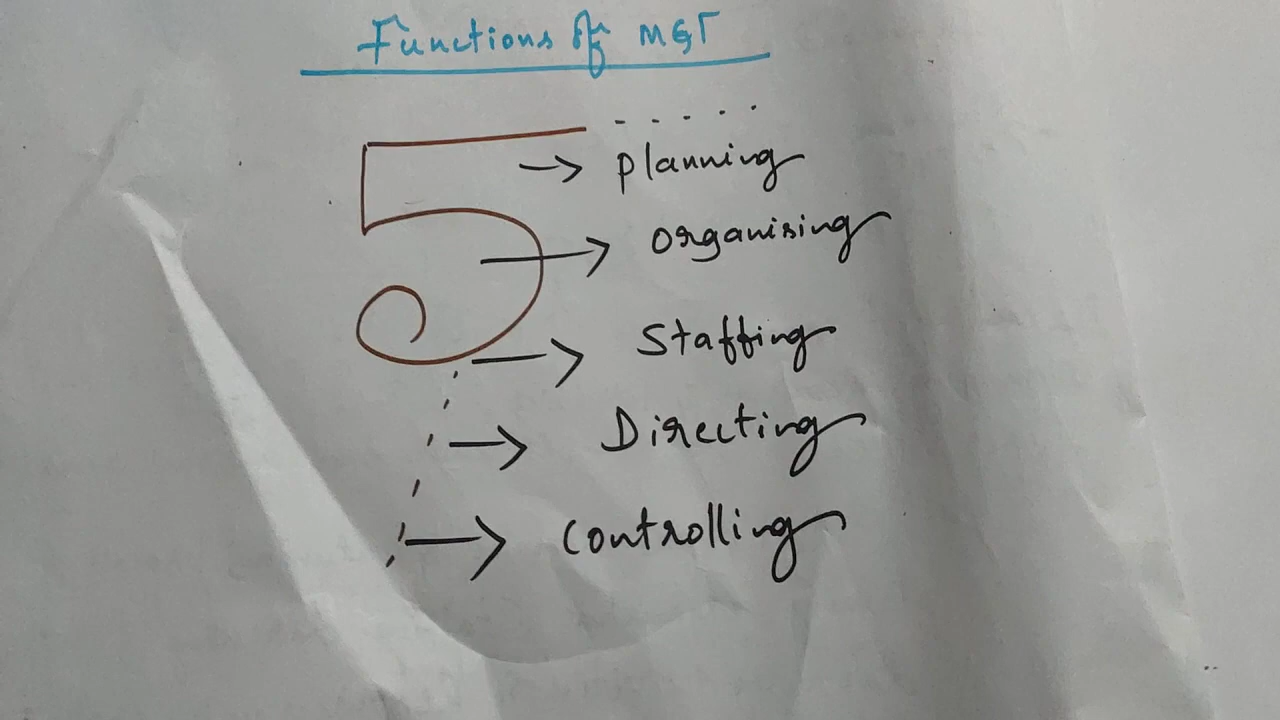 Functions Of MGT
5
planning
organising
Staffing
Directing
controlling